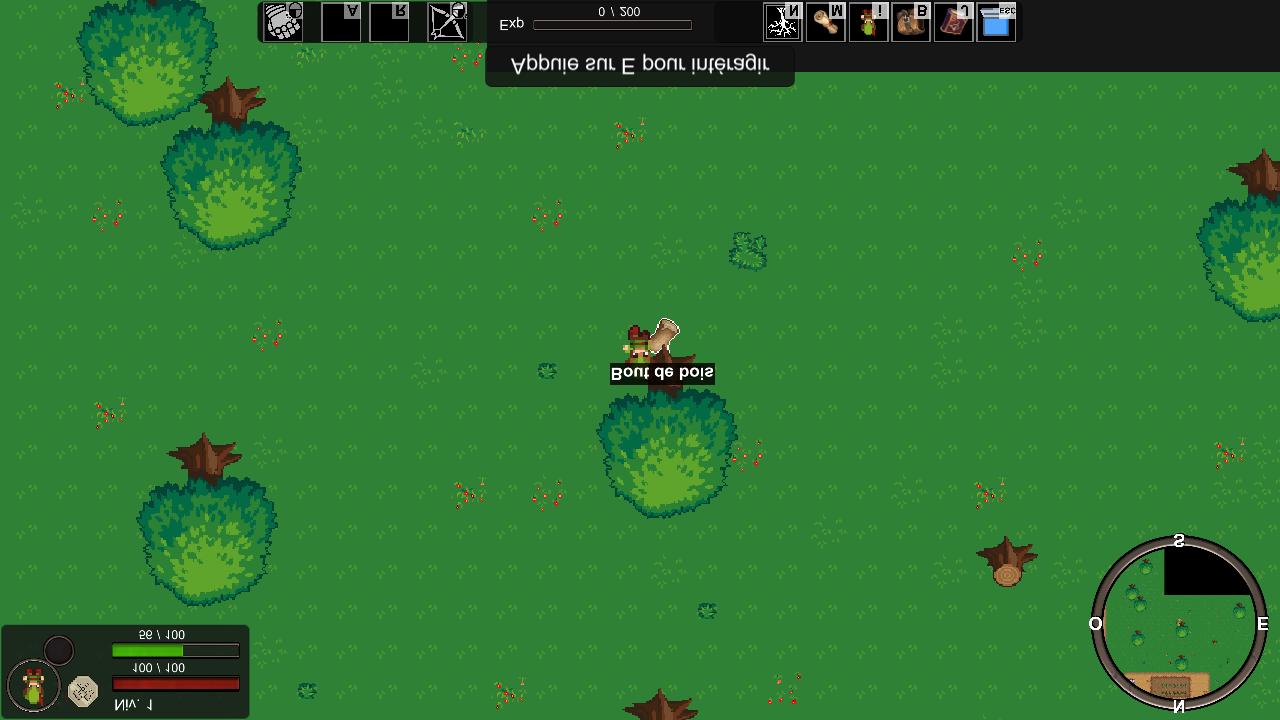 Niv. 1
100 / 100
56 / 100
N
O
E
S
Bout de bois
Appuie sur E pour intéragir
A
R
Exp
0 / 200
N
M
i
B
J
ESC